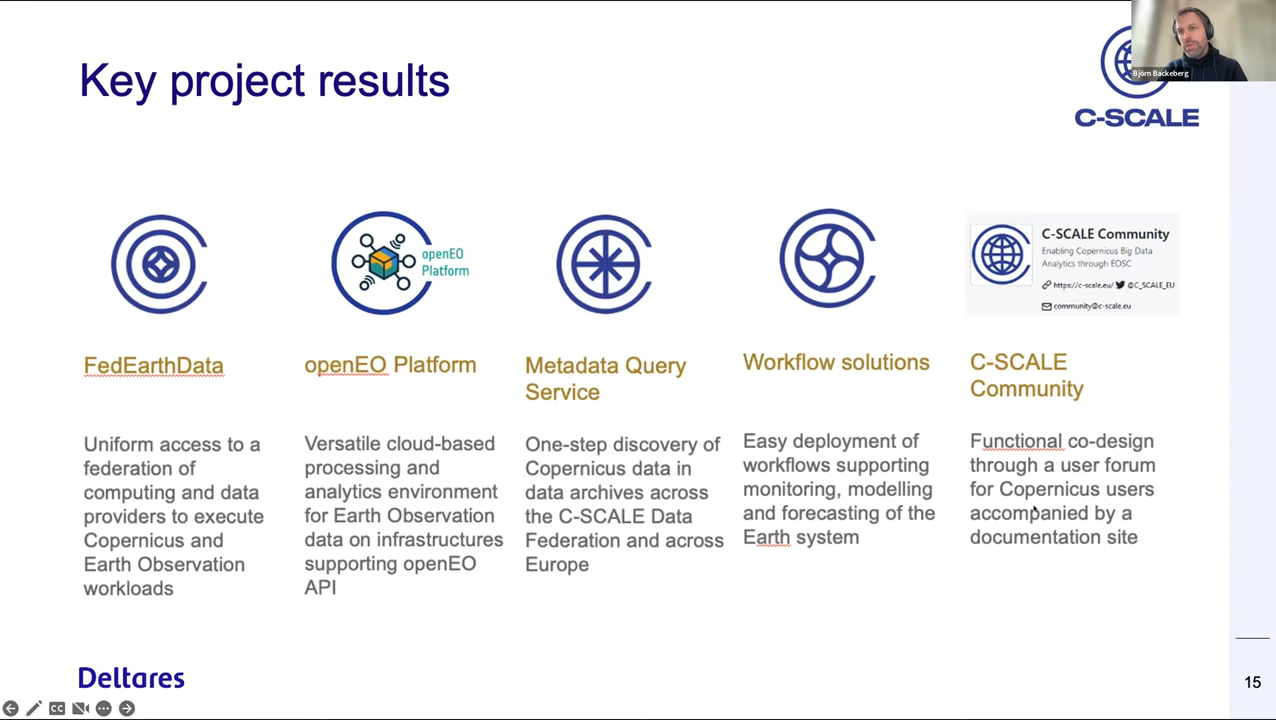 Key project results
Björn Backeberg
C-SCALE
openEO
Platform
C-SCALE Community
Enabling Copernicus Big Data
Analytics through EOSC
https://c-scale.eu/ @C_SCALE_EU
community@c-scale.eu
FedEarthData
Uniform access to a
federation of
computing and data
providers to execute
Copernicus and
Earth Observation
workloads
openEO Platform
Versatile cloud-based
processing and
analytics environment
for Earth Observation
data on infrastructures
supporting openEO
API
Metadata Query
Service
One-step discovery of
Copernicus data in
data archives across
the C-SCALE Data
Federation and across
Europe
Workflow solutions
Easy deployment of
workflows supporting
monitoring, modelling
and forecasting of the
Earth system
C-SCALE
Community
Functional co-design
through a user forum
for Copernicus users
accompanied by a
documentation site
Deltares
15
CC